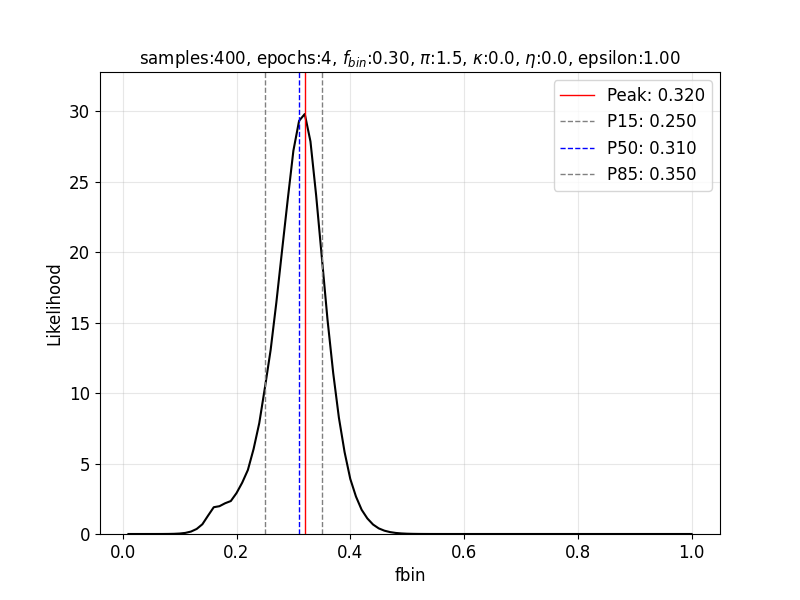 samples:400, epochs:4, f_bin:0.30, π:1.5, κ:0.0, η:0.0, epsilon:1.00
Peak: 0.320
P15: 0.250
P50: 0.310
P85: 0.350
Likelihood
30
25
20
15
10
5
0
0.0 0.2 0.4 0.6 0.8 1.0
fbin